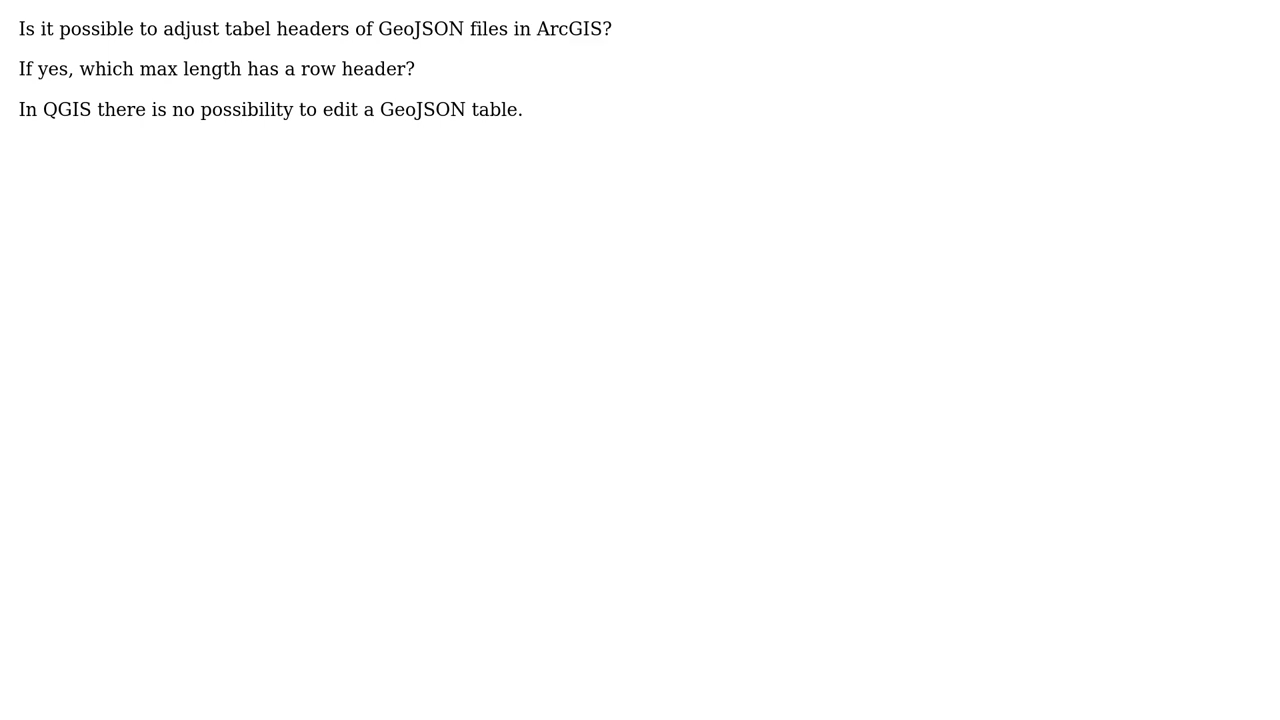 Is it possible to adjust tabel headers of GeoJSON files in ArcGIS?
If yes, which max length has a row header?
In QGIS there is no possibility to edit a GeoJSON table.